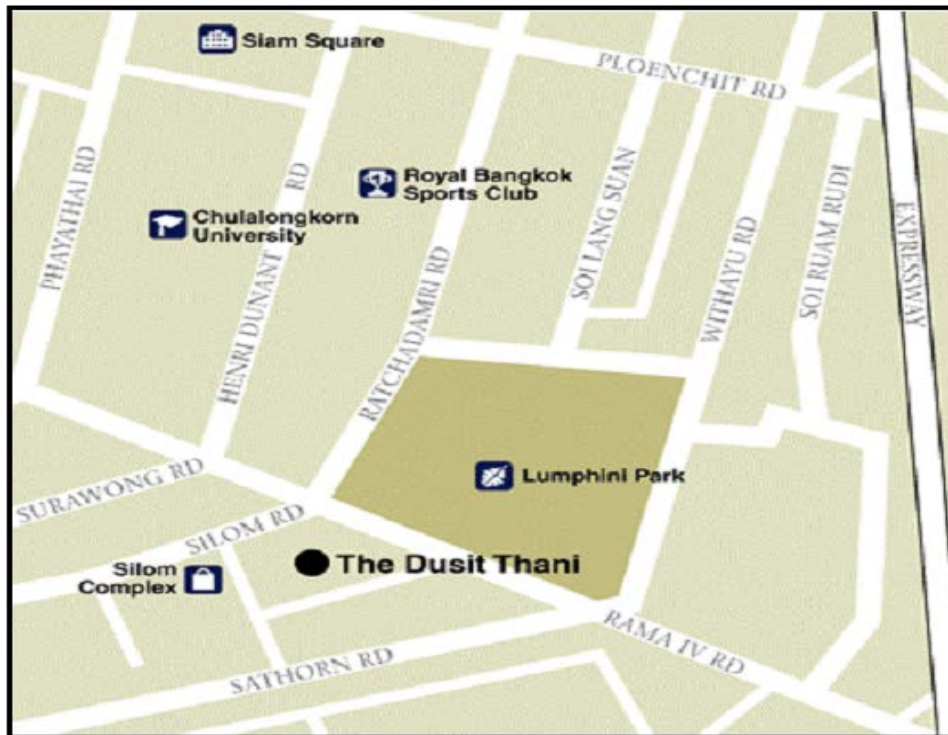 Siam Square
PLOENCHIT RD
PHAYATHAI RD
Chulalongkorn
University
HENRI DUNANT RD
Royal Bangkok
Sports Club
RATCHADAMRI RD
SOI LANG SUAN
WITHAYU RD
SOI RUAM RUDI
EXPRESSWAY
SURAWONG RD
SILOM RD
Lumphini Park
Silom
Complex
The Dusit Thani
SATHORN RD
RAMA IV RD